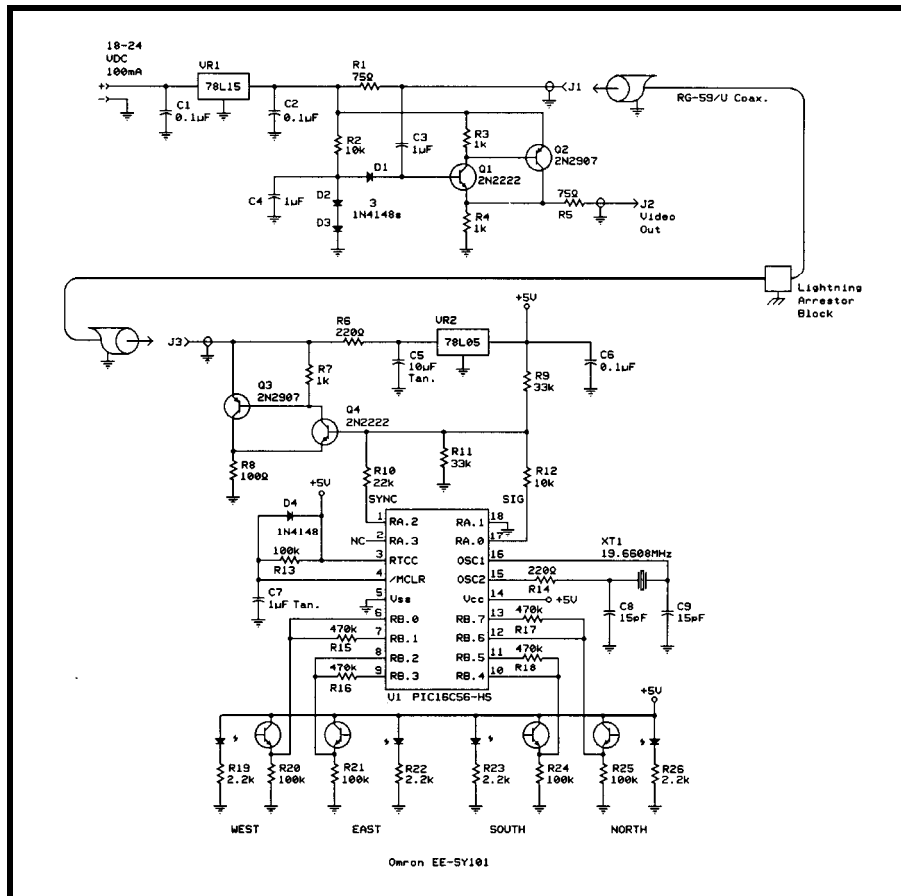 18-24
VDC
100mA
+
-
VR1
78L15
C1
0.1µF
C2
0.1µF
R1
75Ω
J1
RG-59/U Coax.
R2
10k
C3
1µF
R3
1k
Q2
2N2907
D1
Q1
2N2222
C4
1µF
D2
D3
3
1N4148s
R4
1k
75Ω
R5
J2
Video
Out
Lightning
Arrestor
Block
J3
R6
220Ω
VR2
78L05
+5V
C5
10µF
Tan.
C6
0.1µF
R7
1k
R9
33k
Q3
2N2907
Q4
2N2222
R8
100Ω
R10
22k
R11
33k
R12
10k
SYNC
SIG
+5V
D4
1N4148
100k
R13
C7
1µF Tan.
NC
1 RA.2 RA.1 18
2 RA.3 RA.0 17
3 RTCC OSC1 16
4 /MCLR OSC2 15
5 Vss Vcc 14
6 RB.0 RB.7 13
7 RB.1 RB.6 12
8 RB.2 RB.5 11
9 RB.3 RB.4 10
U1 PIC16C56-HS
XT1
19.6608MHz
220Ω
R14
+5V
C8
15pF
C9
15pF
470k
R15
470k
R16
470k
R17
470k
R18
+5V
R19
2.2k
R20
100k
R21
100k
R22
2.2k
R23
2.2k
R24
100k
R25
100k
R26
2.2k
WEST EAST SOUTH NORTH
Omron EE-SY101